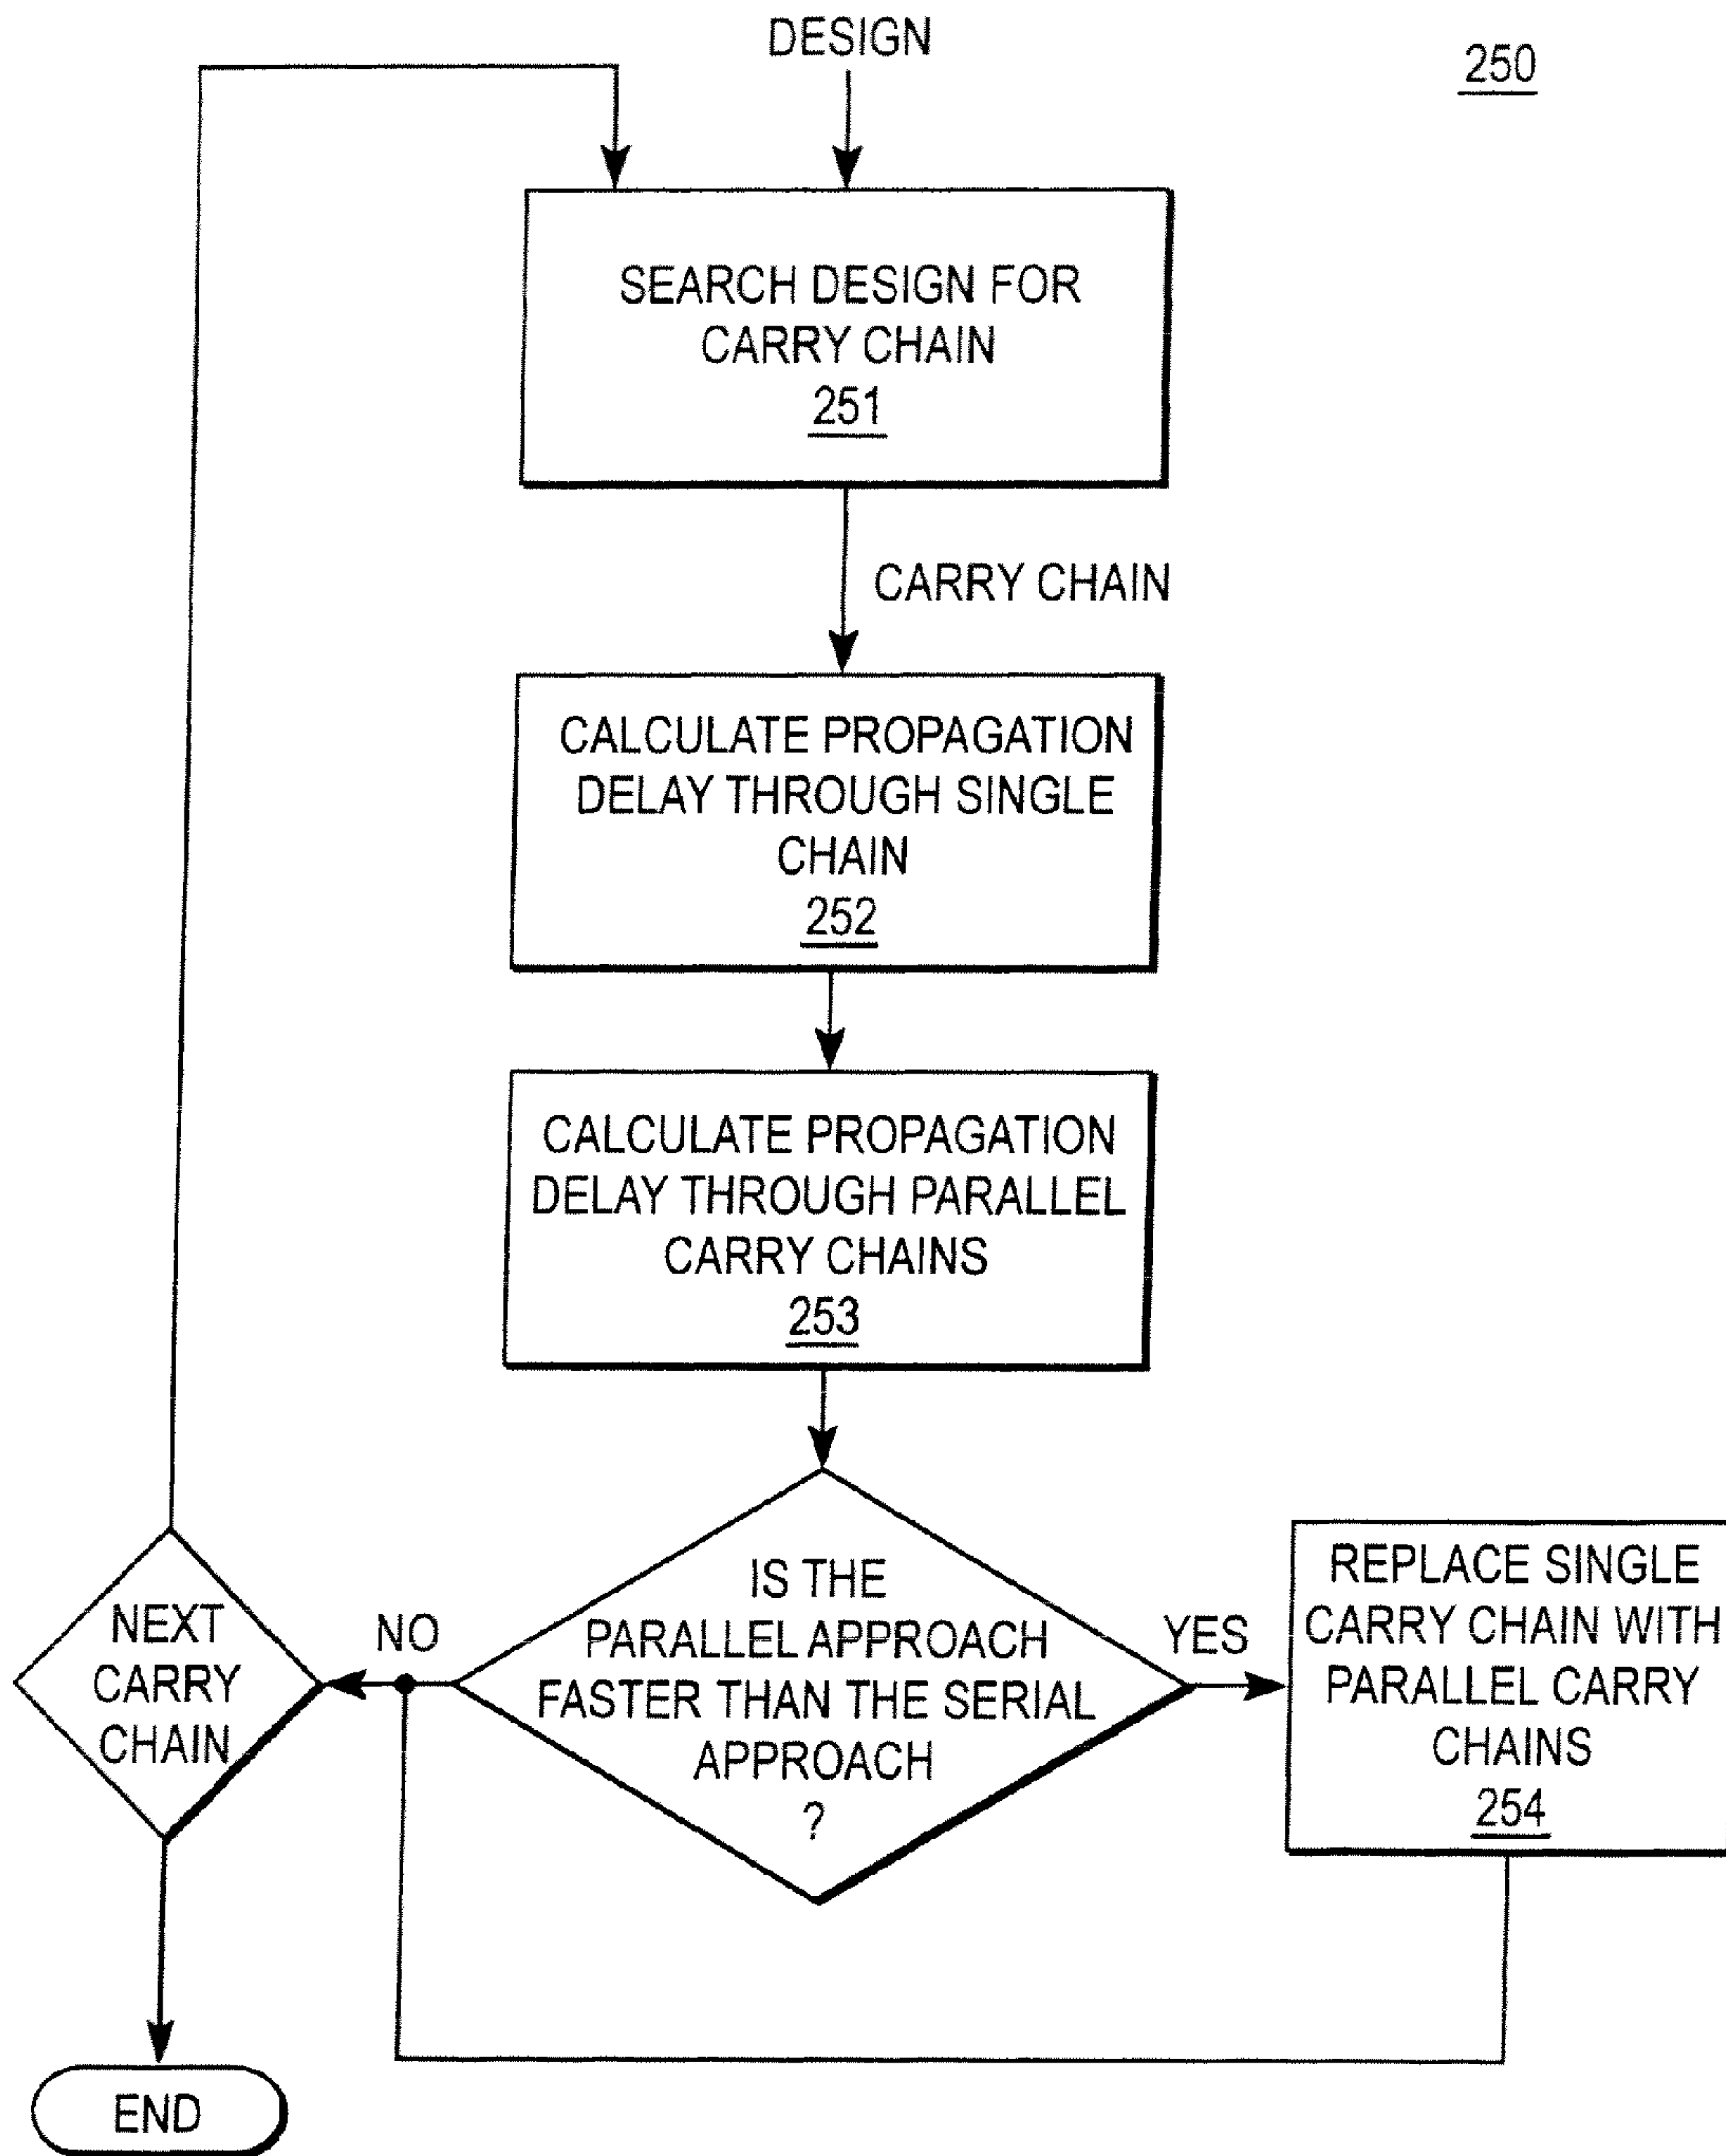 DESIGN
250
SEARCH DESIGN FOR
CARRY CHAIN
251
CARRY CHAIN
CALCULATE PROPAGATION
DELAY THROUGH SINGLE
CHAIN
252
CALCULATE PROPAGATION
DELAY THROUGH PARALLEL
CARRY CHAINS
253
IS THE
PARALLEL APPROACH
FASTER THAN THE SERIAL
APPROACH
?
NO
YES
NEXT
CARRY
CHAIN
REPLACE SINGLE
CARRY CHAIN WITH
PARALLEL CARRY
CHAINS
254
END